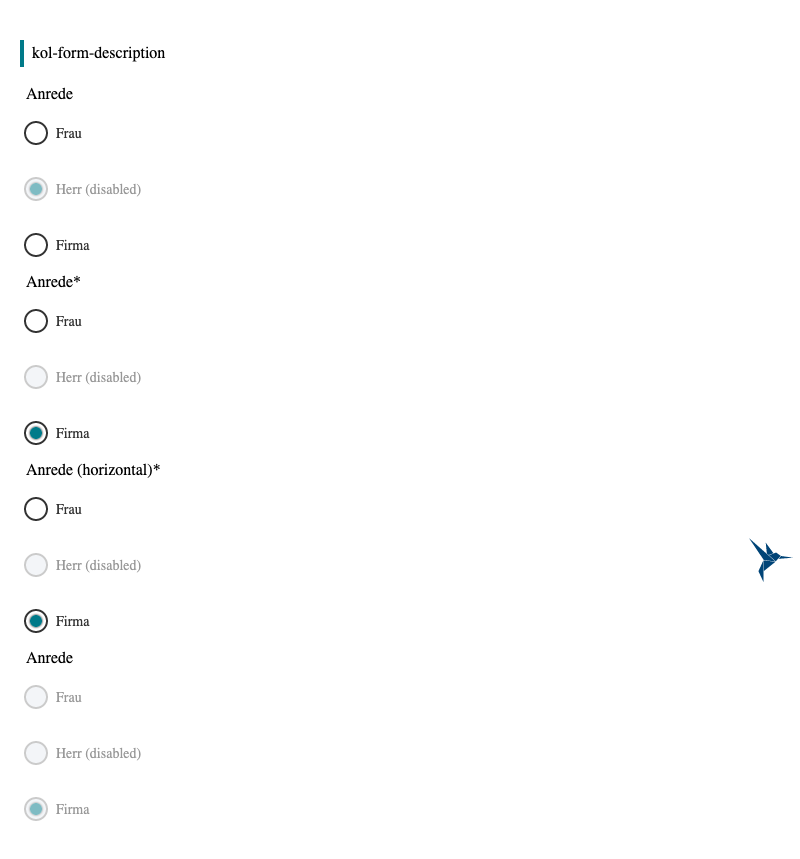 kol-form-description
Anrede
Frau
Herr (disabled)
Firma
Anrede*
Frau
Herr (disabled)
Firma
Anrede (horizontal)*
Frau
Herr (disabled)
Firma
Anrede
Frau
Herr (disabled)
Firma